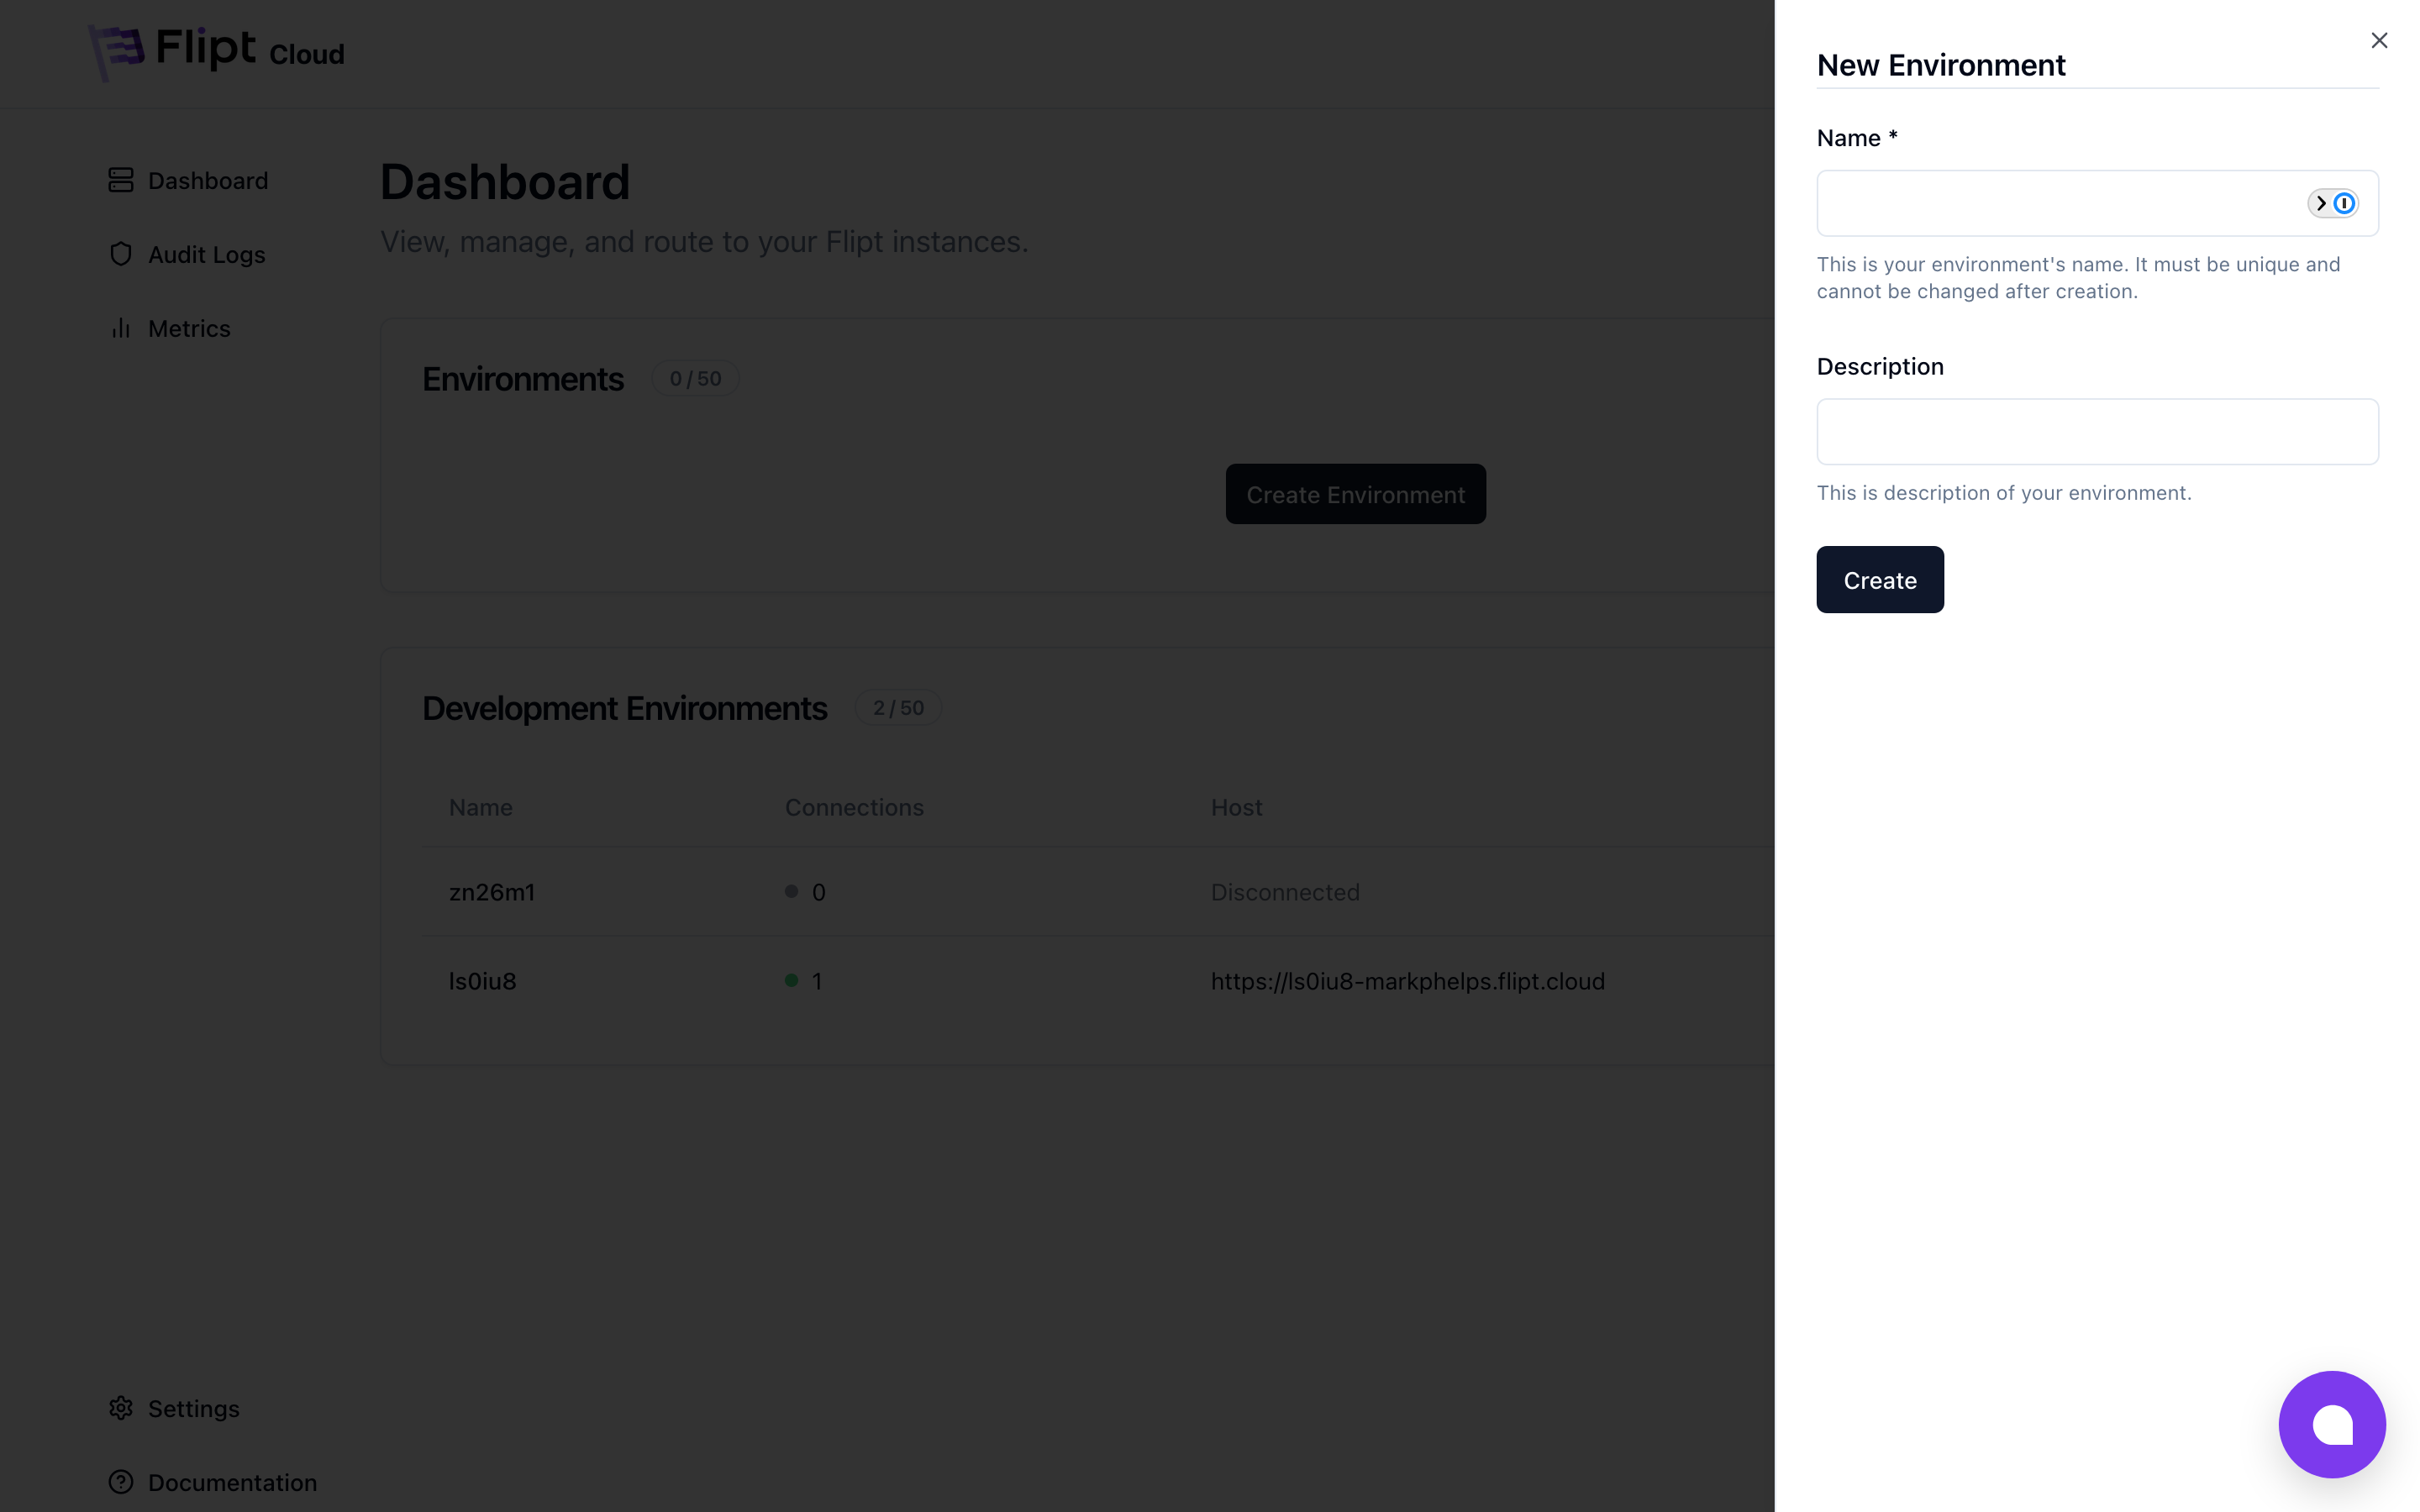 Flipt Cloud
Dashboard
Audit Logs
Metrics
Settings
Documentation
Dashboard
View, manage, and route to your Flipt instances.
Environments 0 / 50
Create Environment
Development Environments 2 / 50
Name Connections Host
zn26m1 0 Disconnected
ls0iu8 1 https://ls0iu8-markphelps.flipt.cloud
New Environment
Name *
This is your environment's name. It must be unique and
cannot be changed after creation.
Description
This is description of your environment.
Create